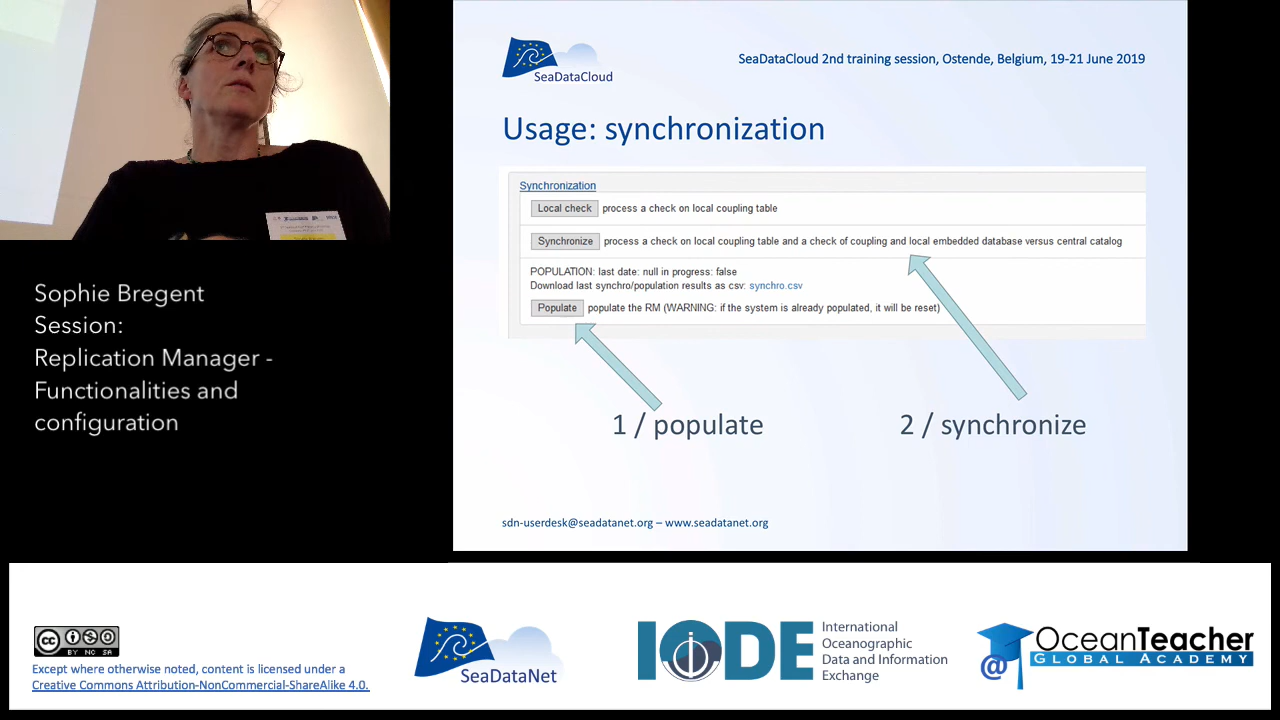 SeaDataCloud
SeaDataCloud 2nd training session, Ostende, Belgium, 19-21 June 2019
Usage: synchronization
Synchronization
Local check process a check on local coupling table
Synchronize process a check on local coupling table and a check of coupling and local embedded database versus central catalog
POPULATION: last date: null in progress: false
Download last synchro/population results as csv: synchro.csv
Populate populate the RM (WARNING: if the system is already populated, it will be reset)
1 / populate
2 / synchronize
sdn-userdesk@seadatanet.org – www.seadatanet.org
Sophie Bregent
Session:
Replication Manager -
Functionalities and
configuration
cc
BY NC SA
Except where otherwise noted, content is licensed under a
Creative Commons Attribution-NonCommercial-ShareAlike 4.0.
SeaDataNet
IODE
International
Oceanographic
Data and Information
Exchange
@
OceanTeacher
GLOBAL ACADEMY